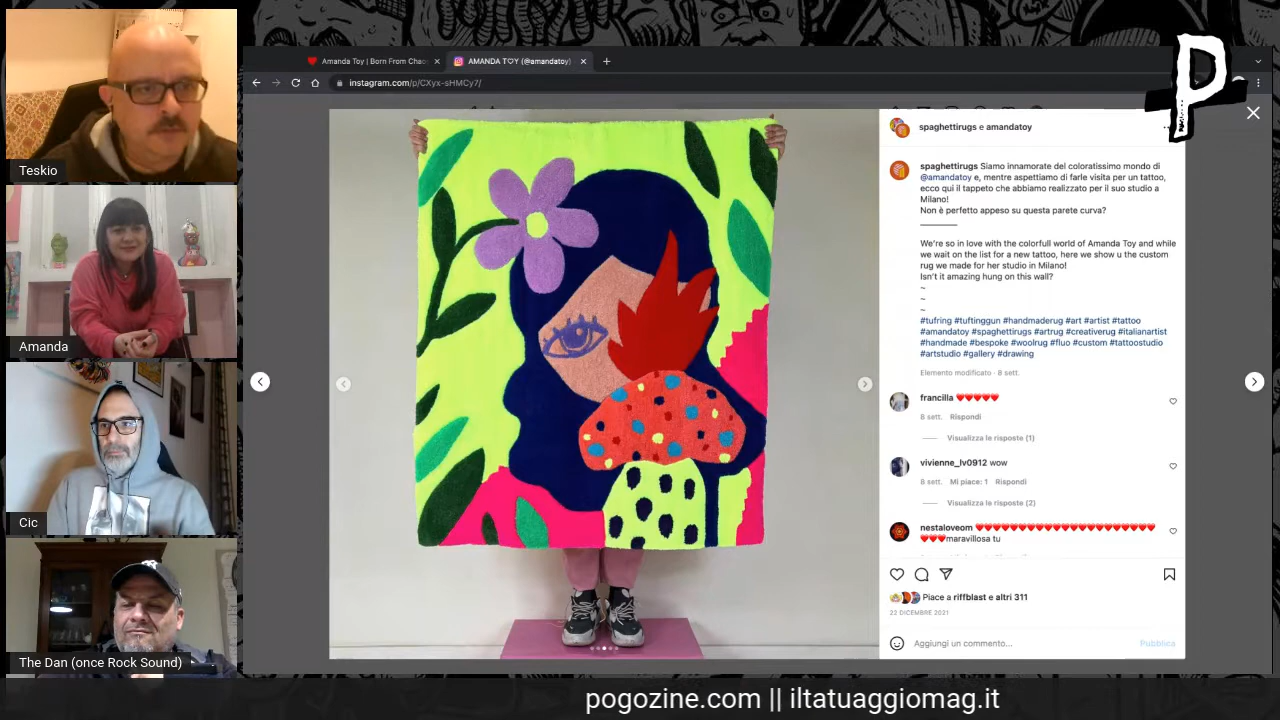 Teskio
Amanda
Cic
The Dan (once Rock Sound)
Amanda Toy | Born From Chao
AMANDA TOY (@amandatoy)
instagram.com/p/CXyx-sHMCy7/
P
spaghettirugs e amandatoy
spaghettirugs Siamo innamorate del coloratissimo mondo di
@amandatoy e, mentre aspettiamo di farle visita per un tattoo,
ecco qui il tappeto che abbiamo realizzato per il suo studio a
Milano!
Non è perfetto appeso su questa parete curva?
We're so in love with the colorfull world of Amanda Toy and while
we wait on the list for a new tattoo, here we show u the custom
rug we made for her studio in Milano!
Isn't it amazing hung on this wall?
~
~
~
#tufring #tuftinggun #handmaderug #art #artist #tattoo
#amandatoy #spaghettirugs #artrug #creativerug #italianartist
#handmade #bespoke #woolrug #fluo #custom #tattoostudio
#artstudio #gallery #drawing
Elemento modificato · 8 sett.
francilla ❤❤❤❤❤
8 sett. Rispondi
Visualizza le risposte (1)
vivienne_lv0912 wow
8 sett. Mi piace: 1 Rispondi
Visualizza le risposte (2)
nestaloveom ❤❤❤❤❤❤❤❤❤❤❤❤❤❤❤❤❤❤❤❤❤
❤❤❤maravillosa tu
Piace a riffblast e altri 311
22 DICEMBRE 2021
Aggiungi un commento...
Pubblica
pogozine.com || iltatuaggiomag.it